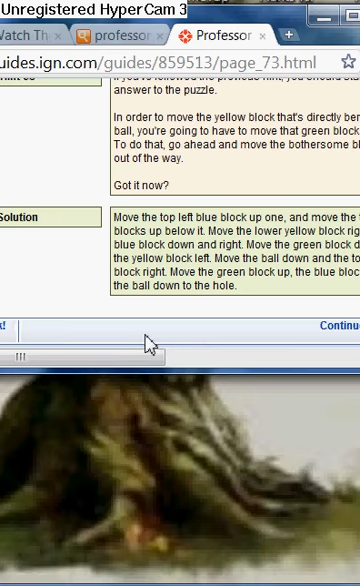 Unregistered HyperCam 3
Watch Th
professor
Professor
uides.ign.com/guides/859513/page_73.html
answer to the puzzle.
In order to move the yellow block that's directly
ball, you're going to have to move that green block
To do that, go ahead and move the bothersome
out of the way.
Got it now?
Solution
Move the top left blue block up one, and move the
blocks up below it. Move the lower yellow block
blue block down and right. Move the green block
the yellow block left. Move the ball down and the
block right. Move the green block up, the blue
the ball down to the hole.